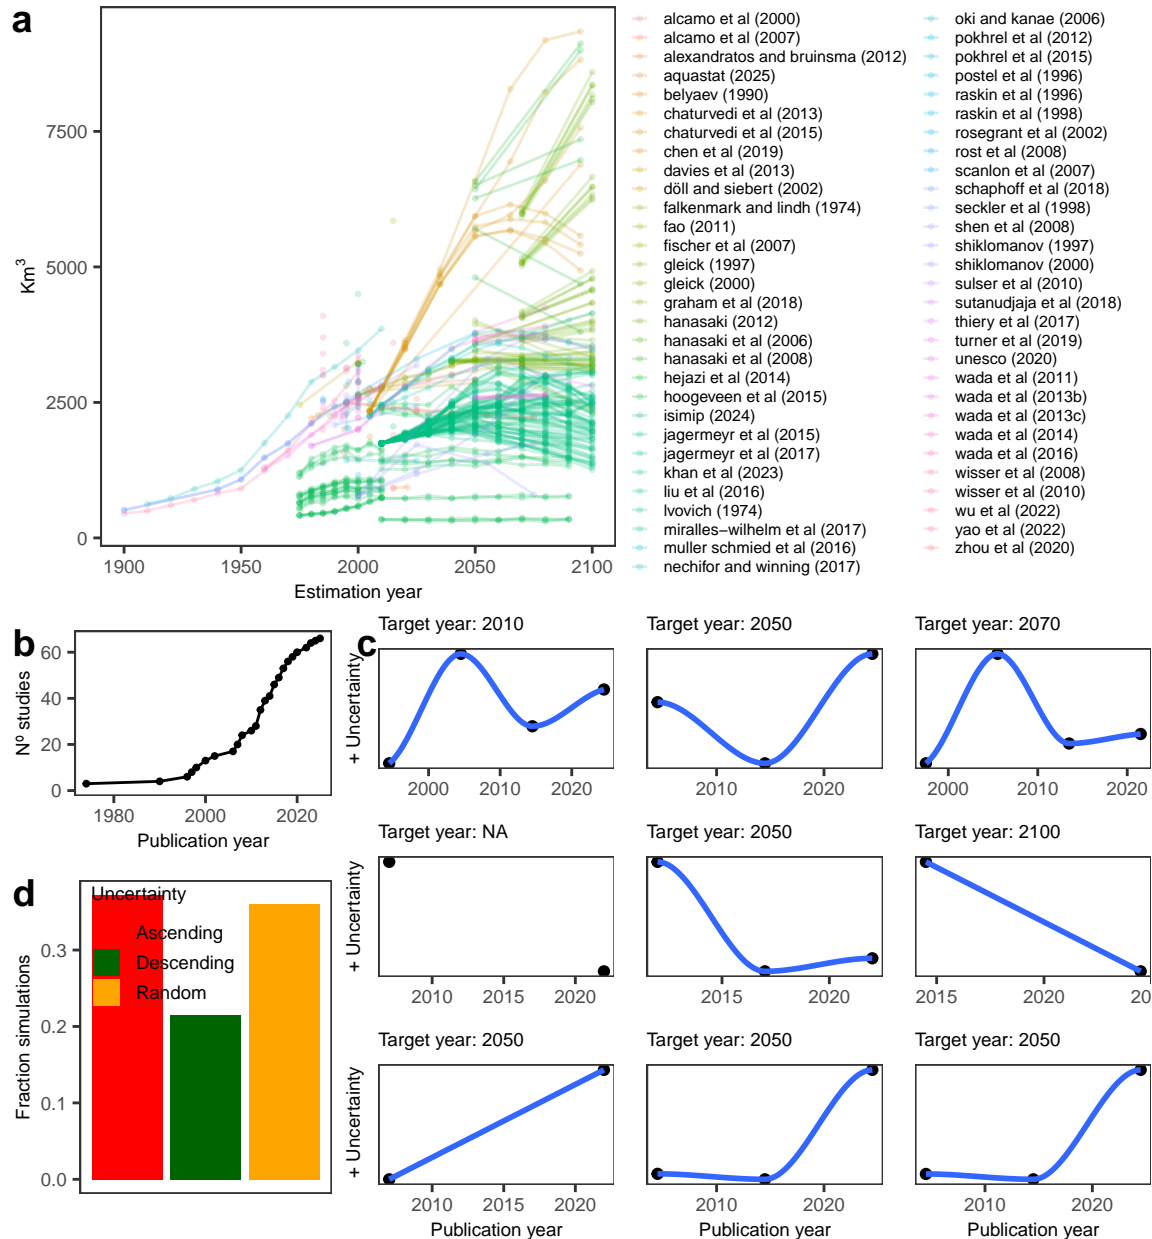 a
Km³
7500
5000
2500
0
1900
1950
2000
2050
2100
Estimation year
alcamo et al (2000)
alcamo et al (2007)
alexandratos and bruinsma (2012)
aquastat (2025)
belyaev (1990)
chaturvedi et al (2013)
chaturvedi et al (2015)
chen et al (2019)
davies et al (2013)
döll and siebert (2002)
falkenmark and lindh (1974)
fao (2011)
fischer et al (2007)
gleick (1997)
gleick (2000)
graham et al (2018)
hanasaki (2012)
hanasaki et al (2006)
hanasaki et al (2008)
hejazi et al (2014)
hoogeveen et al (2015)
isimip (2024)
jagermeyr et al (2015)
jagermeyr et al (2017)
khan et al (2023)
liu et al (2016)
lvovich (1974)
miralles−wilhelm et al (2017)
muller schmied et al (2016)
nechifor and winning (2017)
oki and kanae (2006)
pokhrel et al (2012)
pokhrel et al (2015)
postel et al (1996)
raskin et al (1996)
raskin et al (1998)
rosegrant et al (2002)
rost et al (2008)
scanlon et al (2007)
schaphoff et al (2018)
seckler et al (1998)
shen et al (2008)
shiklomanov (1997)
shiklomanov (2000)
sulser et al (2010)
sutanudjaja et al (2018)
thiery et al (2017)
turner et al (2019)
unesco (2020)
wada et al (2011)
wada et al (2013b)
wada et al (2013c)
wada et al (2014)
wada et al (2016)
wisser et al (2008)
wisser et al (2010)
wu et al (2022)
yao et al (2022)
zhou et al (2020)
b
Nº studies
60
40
20
0
1980
2000
2020
Publication year
c
Target year: 2010
+ Uncertainty
2000
2010
2020
Target year: 2050
2010
2020
Target year: 2070
2000
2010
2020
Target year: NA
+ Uncertainty
2010
2015
2020
Target year: 2050
2015
2020
Target year: 2100
2015
2020
20
Target year: 2050
+ Uncertainty
2010
2015
2020
Publication year
Target year: 2050
2010
2020
Publication year
Target year: 2050
2010
2020
Publication year
d
Fraction simulations
0.3
0.2
0.1
0.0
Uncertainty
Ascending
Descending
Random